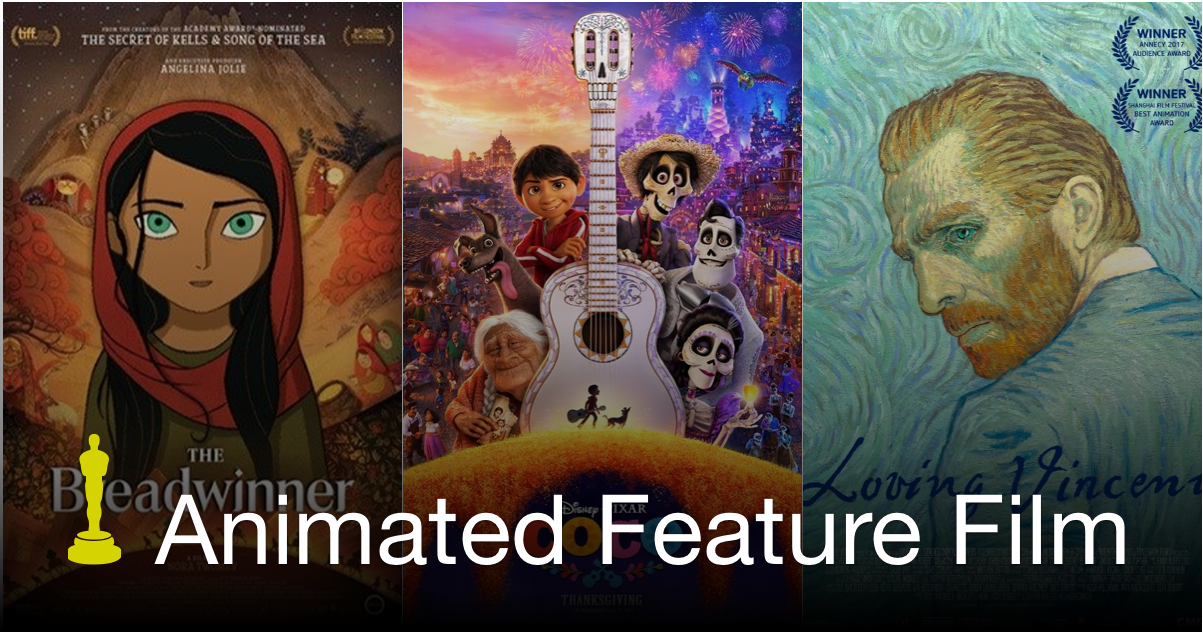 tiff.
FROM THE CREATORS OF THE ACADEMY AWARD®-NOMINATED
THE SECRET OF KELLS & SONG OF THE SEA
AND EXECUTIVE PRODUCER
ANGELINA JOLIE
THE
Breadwinner
Disney PIXAR
COCO
THANKSGIVING
WINNER
ANNECY 2017
AUDIENCE AWARD
WINNER
SHANGHAI FILM FESTIVAL
BEST ANIMATION
AWARD
Loving Vincent
Animated Feature Film